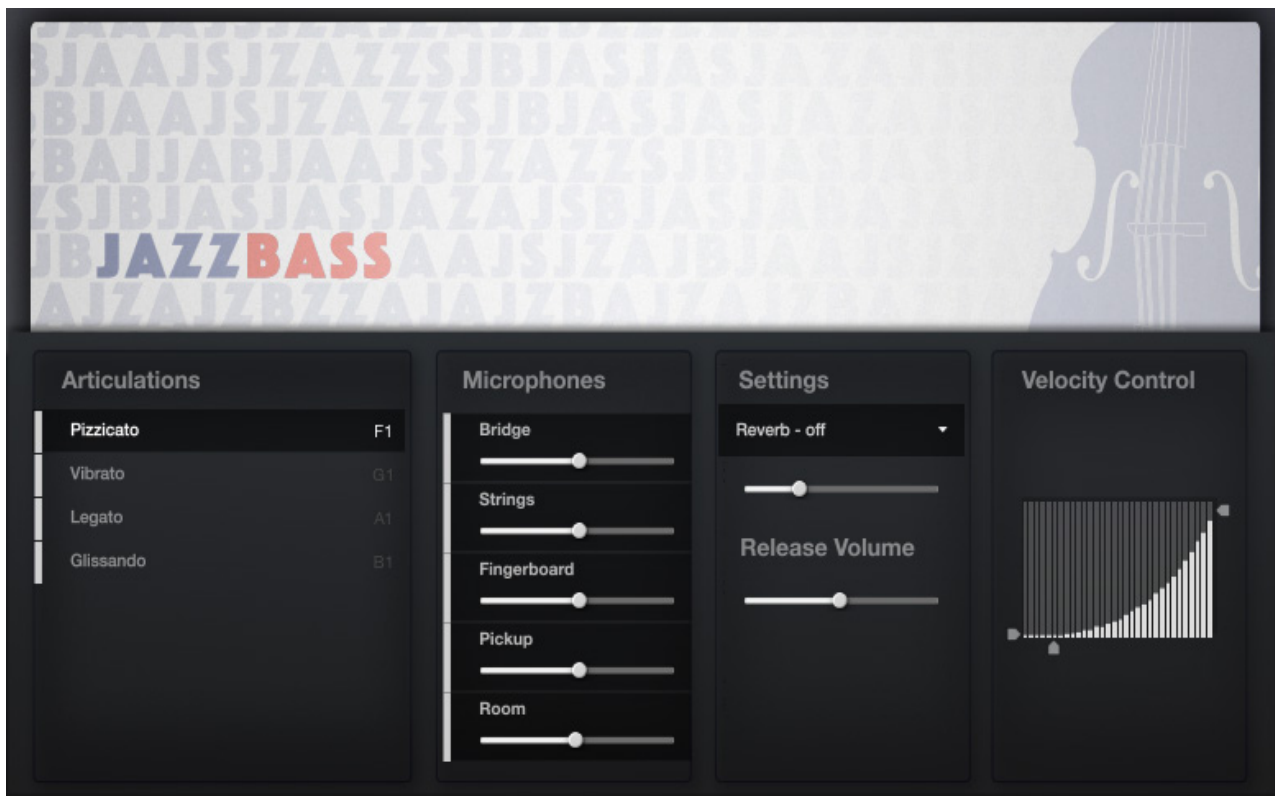 JAZZBASS
Articulations
Pizzicato F1
Vibrato G1
Legato A1
Glissando B1
Microphones
Bridge
Strings
Fingerboard
Pickup
Room
Settings
Reverb - off
Release Volume
Velocity Control